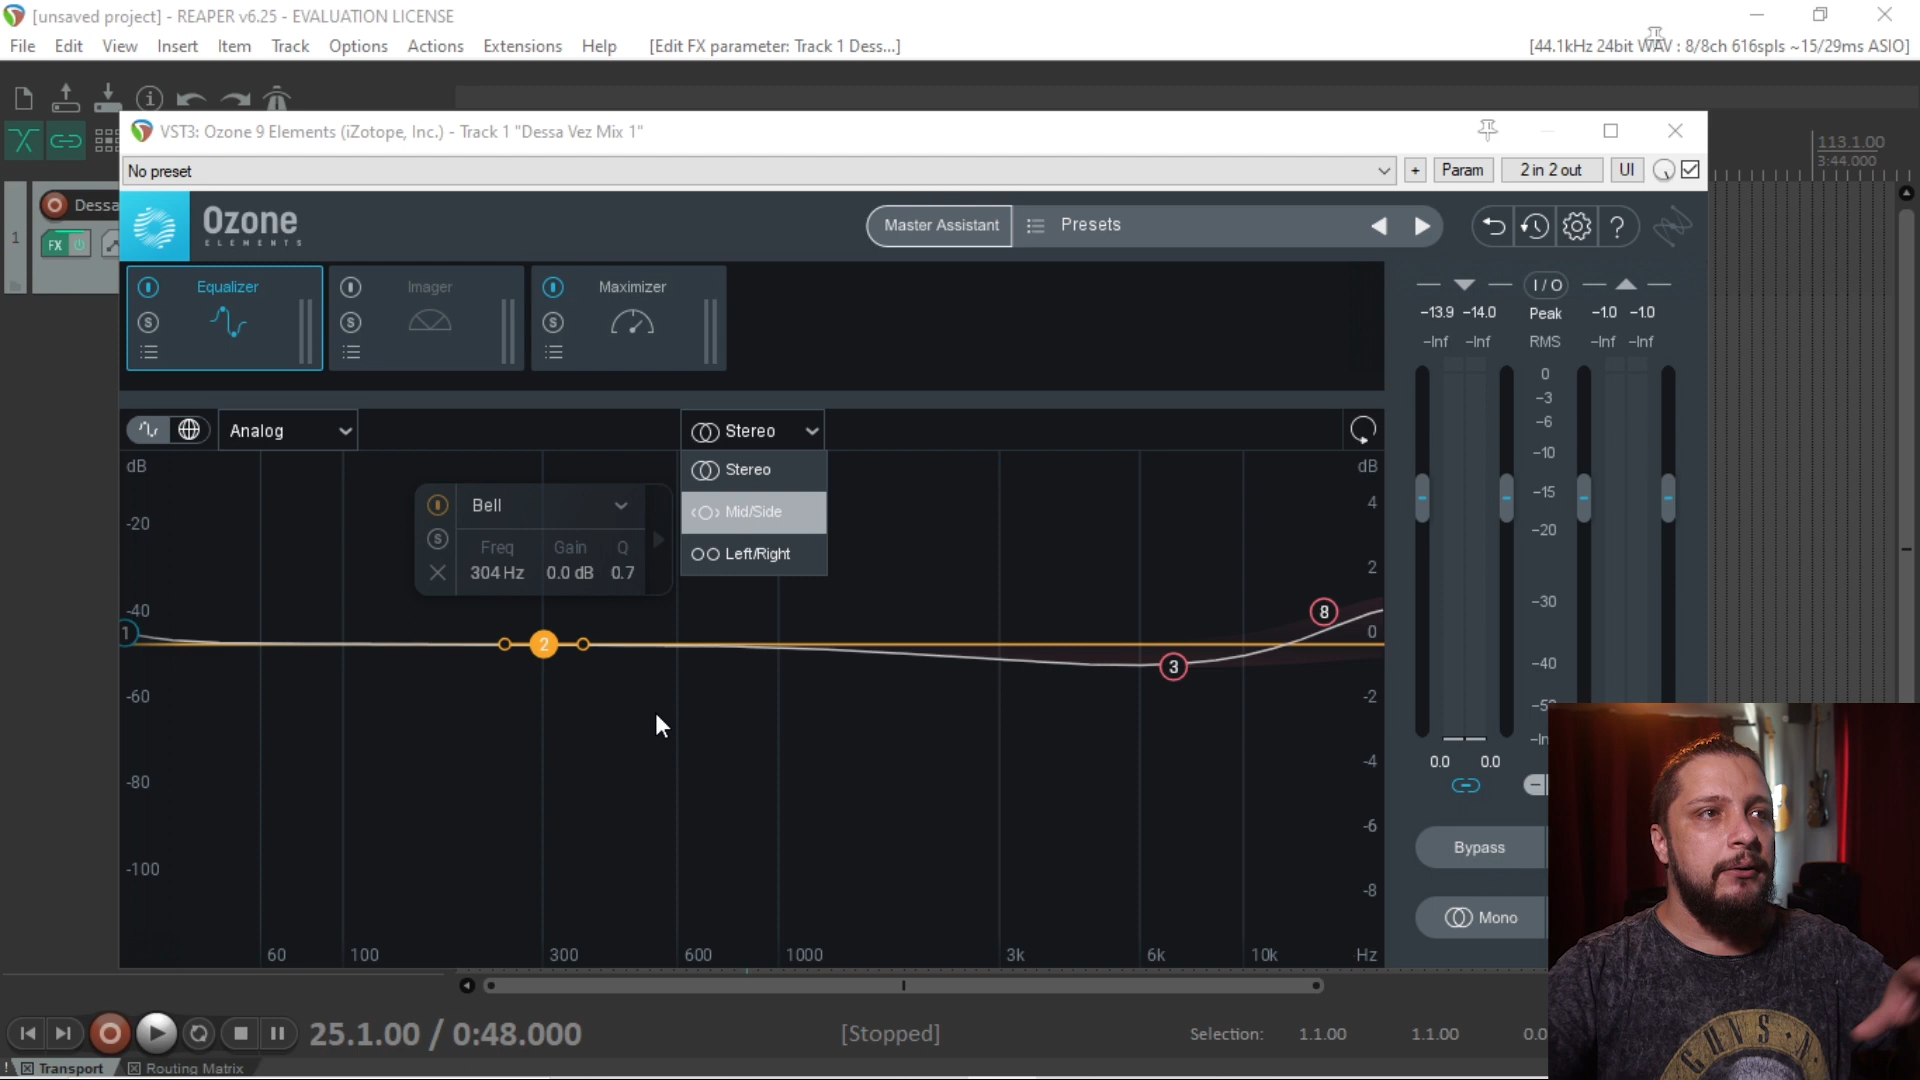 [unsaved project] - REAPER v6.25 - EVALUATION LICENSE
File Edit View Insert Item Track Options Actions Extensions Help [Edit FX parameter: Track 1 Dess...] [44.1kHz 24bit WAV : 8/8ch 616spls ~15/29ms ASIO]
VST3: Ozone 9 Elements (iZotope, Inc.) - Track 1 "Dessa Vez Mix 1"
113.1.00
3:44.000
No preset + Param 2 in 2 out UI
1 Dessa
FX
Ozone
ELEMENTS
Master Assistant Presets ?
Equalizer Imager Maximizer
S S S
I / O
-13.9 -14.0 Peak -1.0 -1.0
-Inf -Inf RMS -Inf -Inf
0
-3
-6
-10
-15
-20
-30
-40
Analog Stereo
Stereo
Mid/Side
Left/Right
dB dB
-20
-40
-60
-80
-100
4
2
0
-2
-4
-6
-8
Bell
S
Freq Gain Q
304 Hz 0.0 dB 0.7
1 2 3 8
60 100 300 600 1000 3k 6k 10k Hz
0.0 0.0
Bypass
Mono
25.1.00 / 0:48.000 [Stopped] Selection: 1.1.00 1.1.00
! Transport Routing Matrix
GUNS